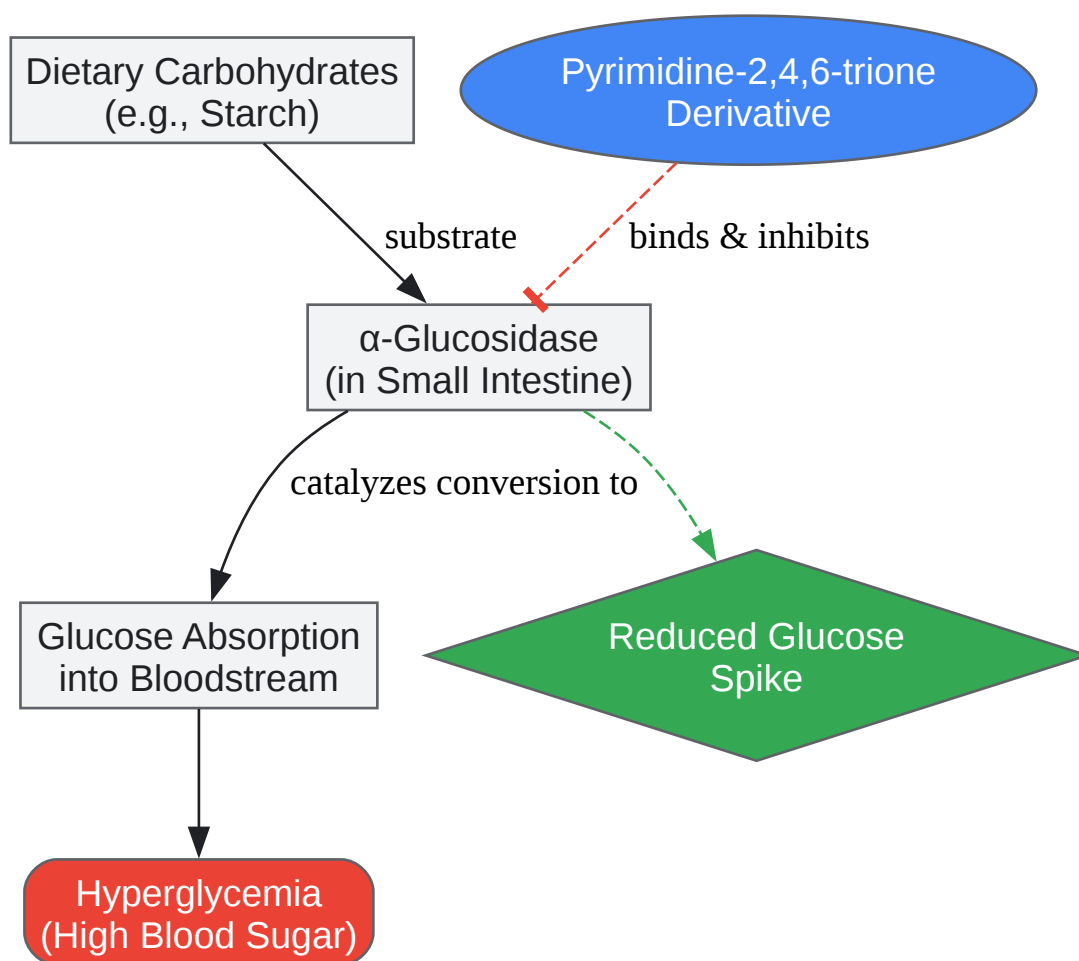 Dietary Carbohydrates
(e.g., Starch)
Pyrimidine-2,4,6-trione
Derivative
substrate
binds & inhibits
α-Glucosidase
(in Small Intestine)
catalyzes conversion to
Glucose Absorption
into Bloodstream
Reduced Glucose
Spike
Hyperglycemia
(High Blood Sugar)